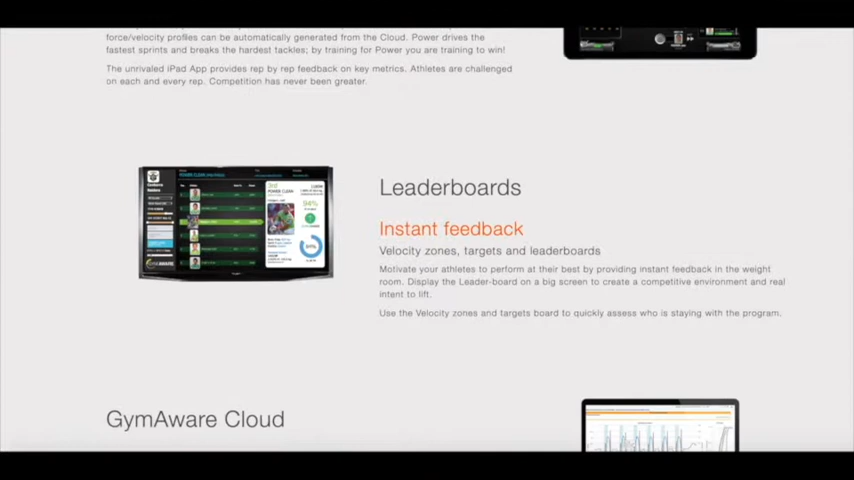 force/velocity profiles can be automatically generated from the Cloud. Power drives the
fastest sprints and breaks the hardest tackles; by training for Power you are training to win!
The unrivaled iPad App provides rep by rep feedback on key metrics. Athletes are challenged
on each and every rep. Competition has never been greater.
3rd
POWER CLEAN
94%
91%
Leaderboards
Instant feedback
Velocity zones, targets and leaderboards
Motivate your athletes to perform at their best by providing instant feedback in the weight
room. Display the Leader-board on a big screen to create a competitive environment and real
intent to lift.
Use the Velocity zones and targets board to quickly assess who is staying with the program.
GymAware Cloud